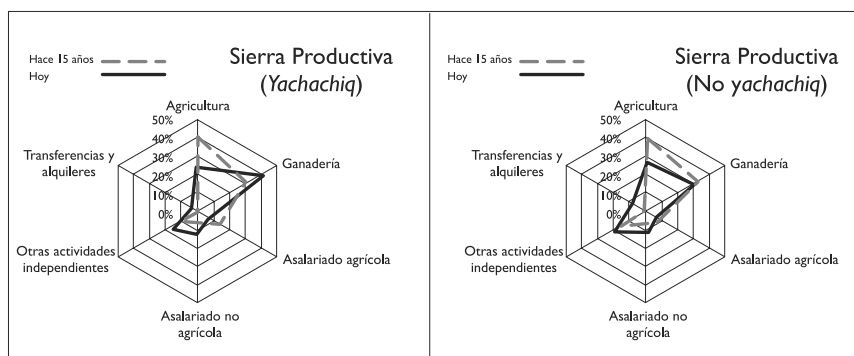 Hace 15 años
Hoy
Sierra Productiva
(Yachachiq)
Agricultura
50%
40%
30%
20%
10%
0%
Transferencias y
alquileres
Ganadería
Otras actividades
independientes
Asalariado agrícola
Asalariado no
agrícola
Hace 15 años
Hoy
Sierra Productiva
(No yachachiq)
Agricultura
50%
40%
30%
20%
10%
0%
Transferencias y
alquileres
Ganadería
Otras actividades
independientes
Asalariado agrícola
Asalariado no
agrícola